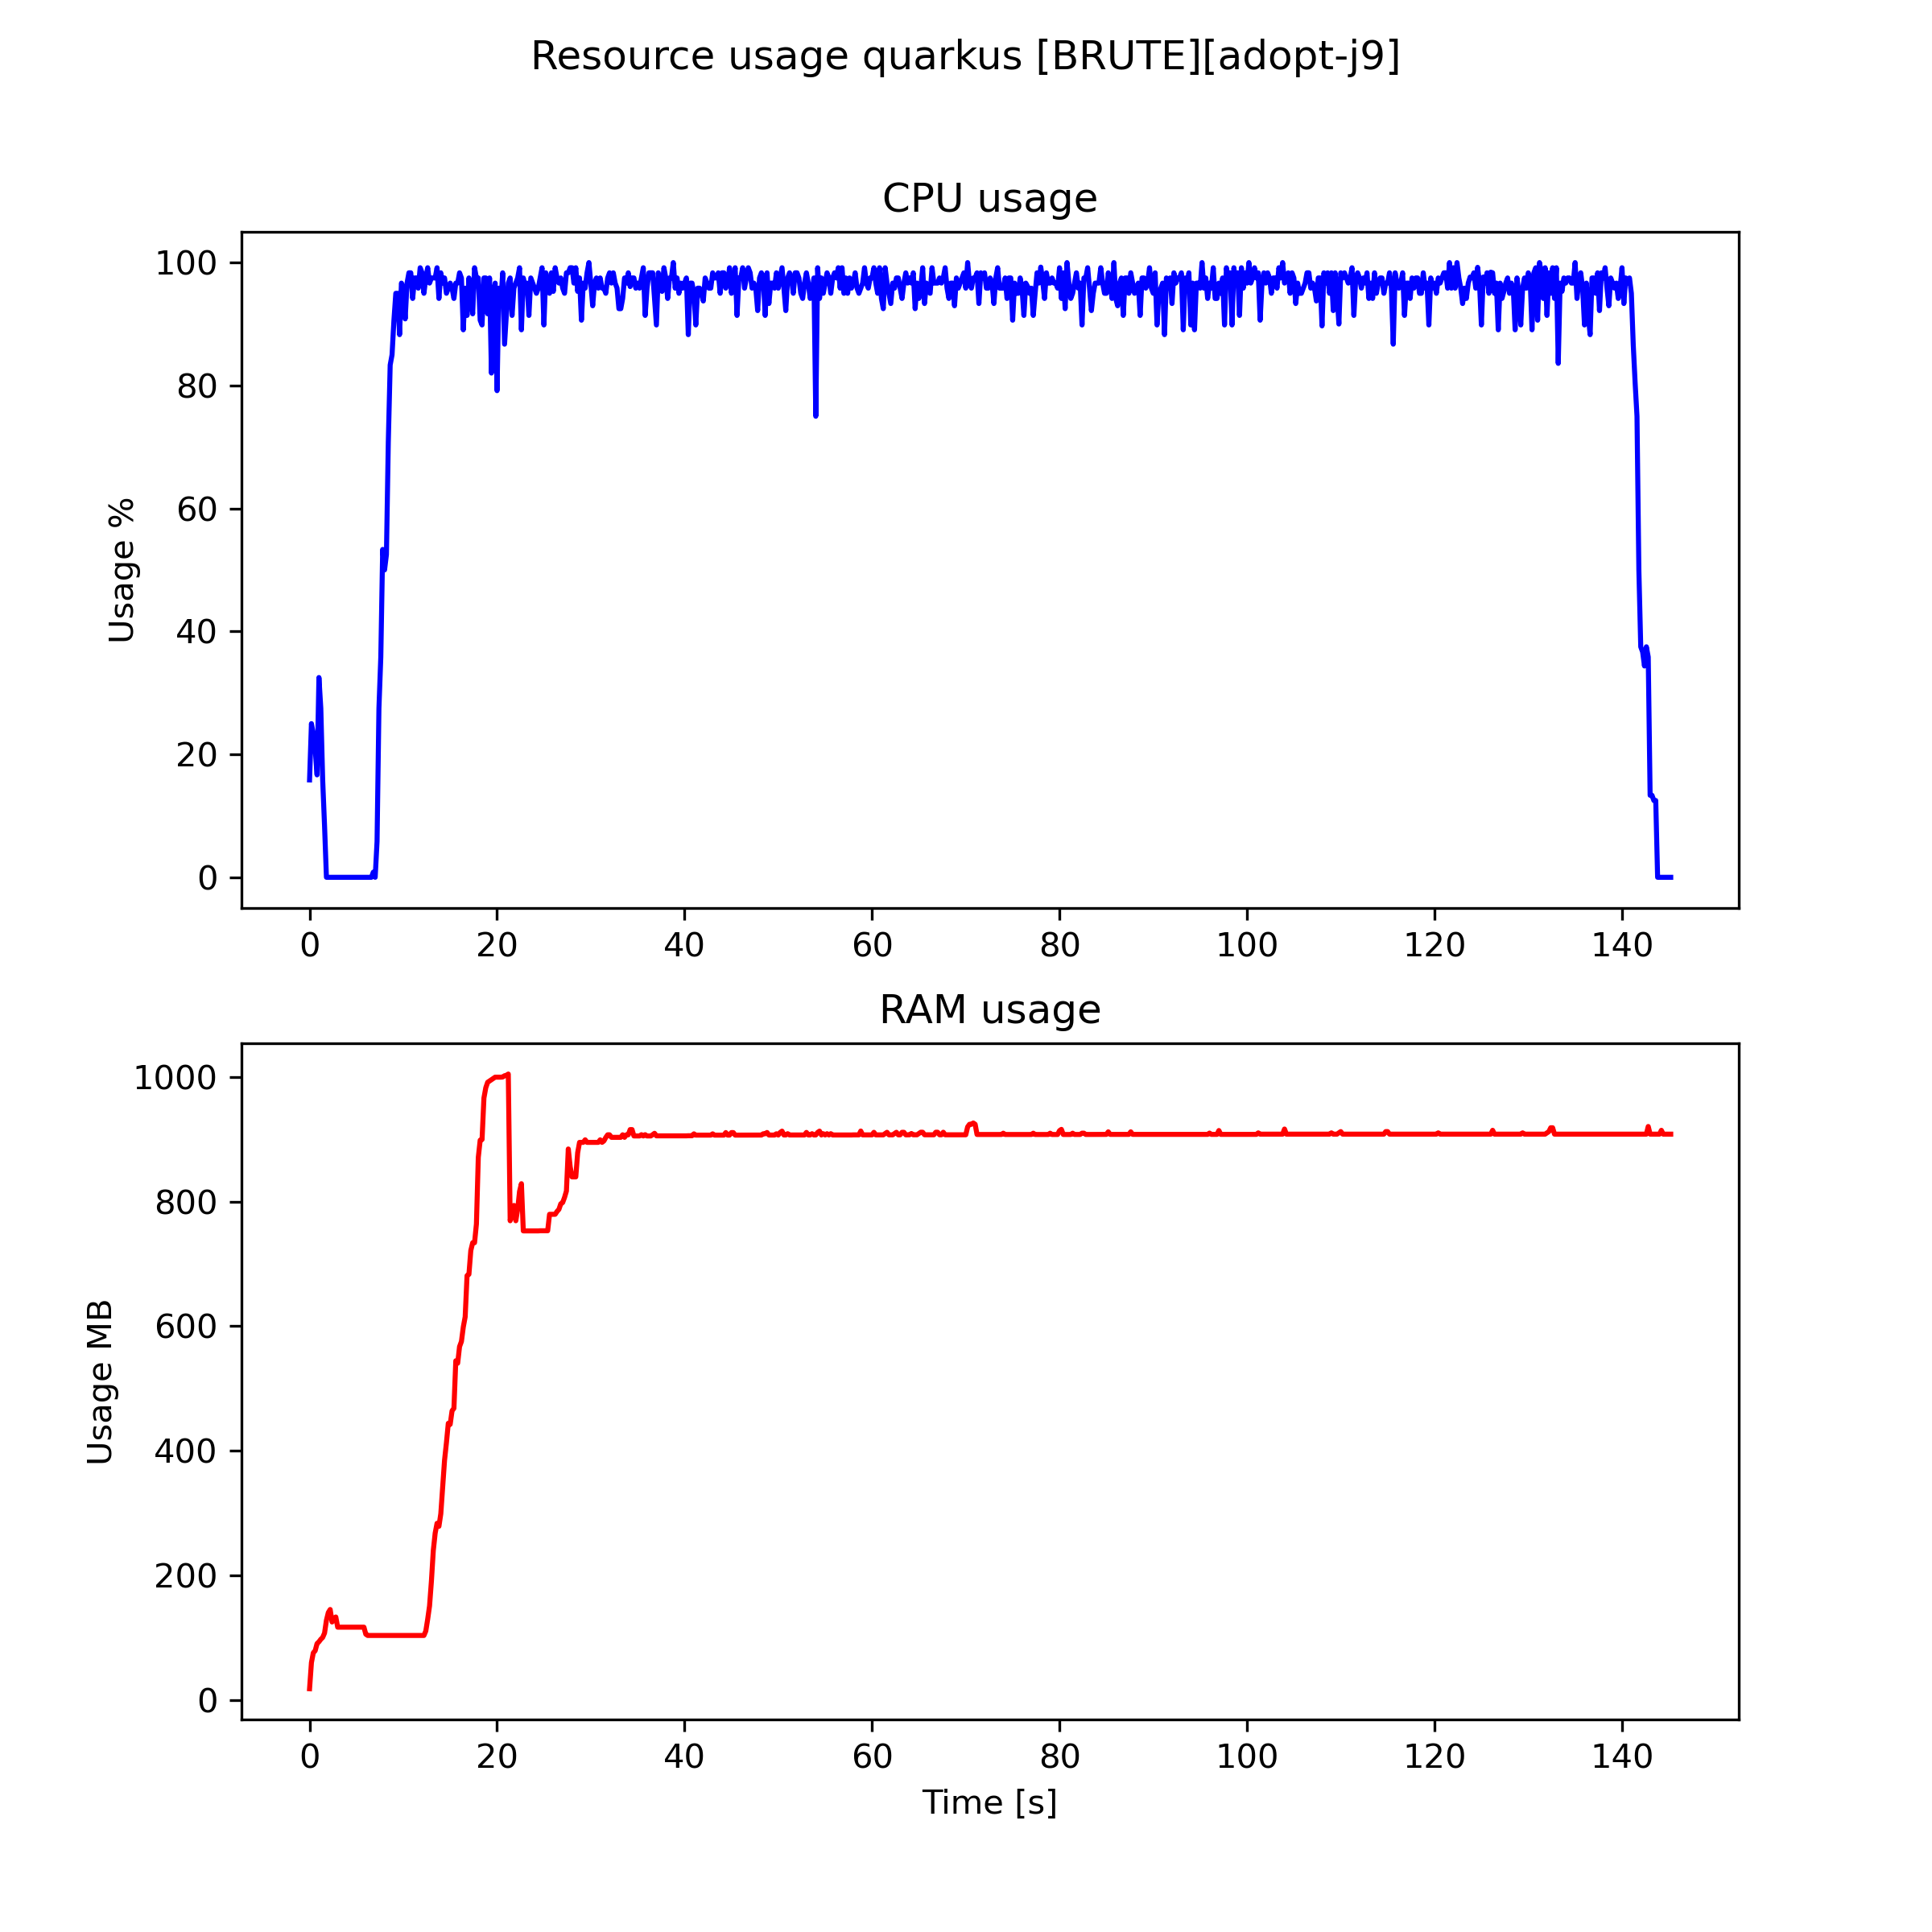 Resource usage quarkus [BRUTE][adopt-j9]
CPU usage
Usage %
100
80
60
40
20
0
0 20 40 60 80 100 120 140
RAM usage
Usage MB
1000
800
600
400
200
0
0 20 40 60 80 100 120 140
Time [s]